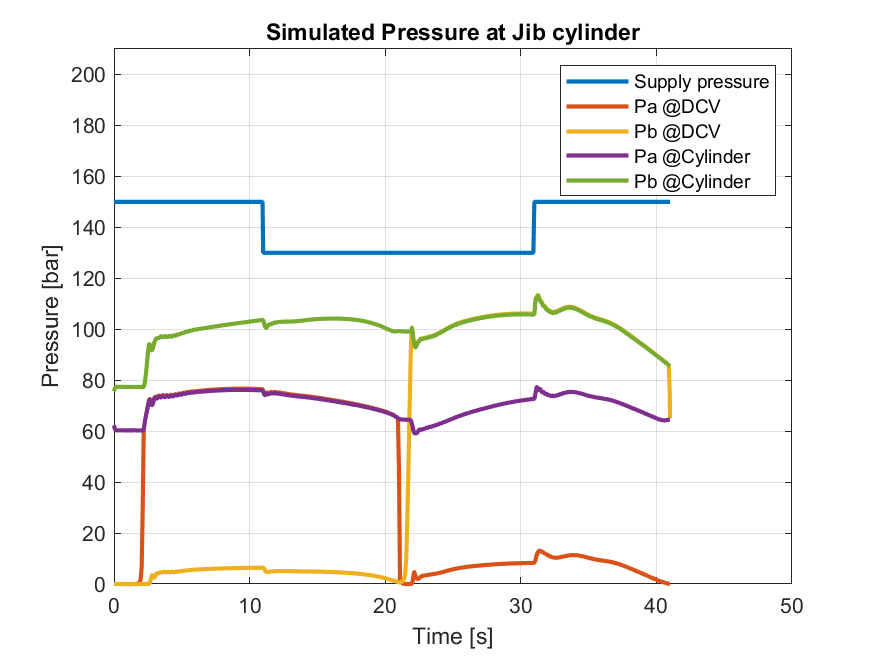 Simulated Pressure at Jib cylinder
Pressure [bar]
200
180
160
140
120
100
80
60
40
20
0
Supply pressure
Pa @DCV
Pb @DCV
Pa @Cylinder
Pb @Cylinder
0 10 20 30 40 50
Time [s]